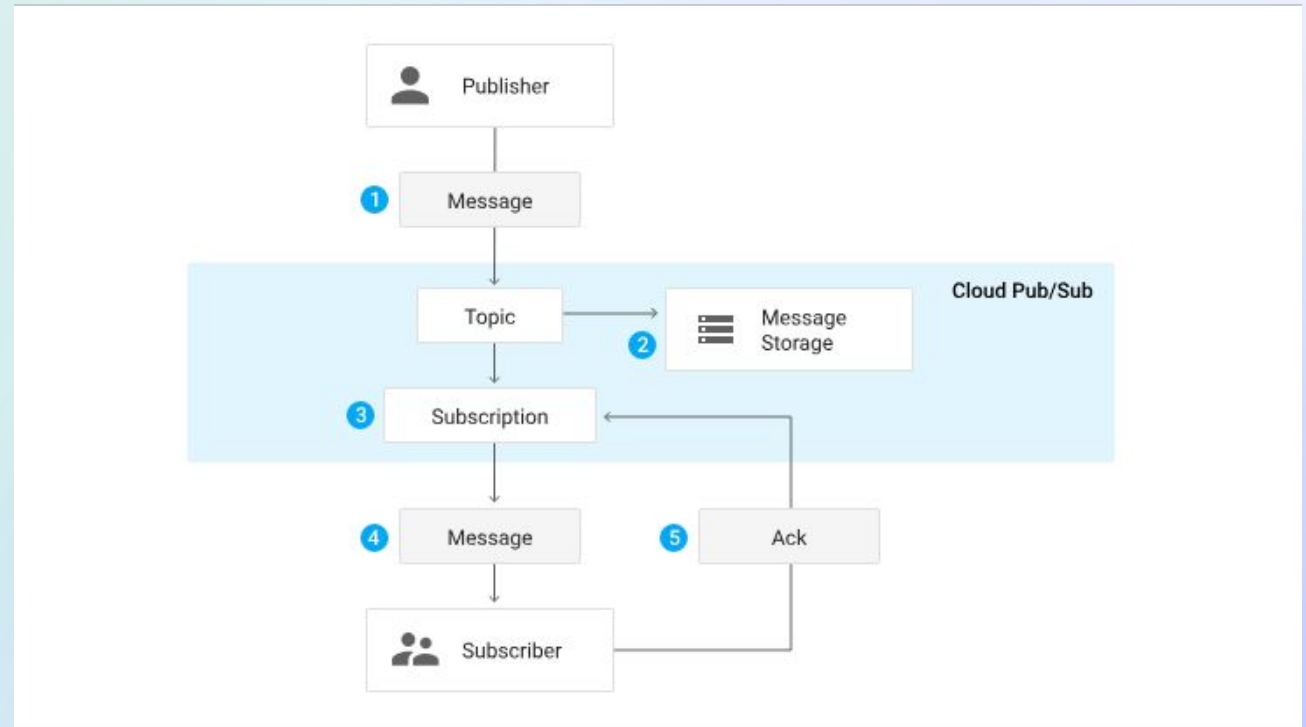 Publisher
1
Message
Cloud Pub/Sub
Topic
Message
Storage
2
3
Subscription
4
Message
5
Ack
Subscriber